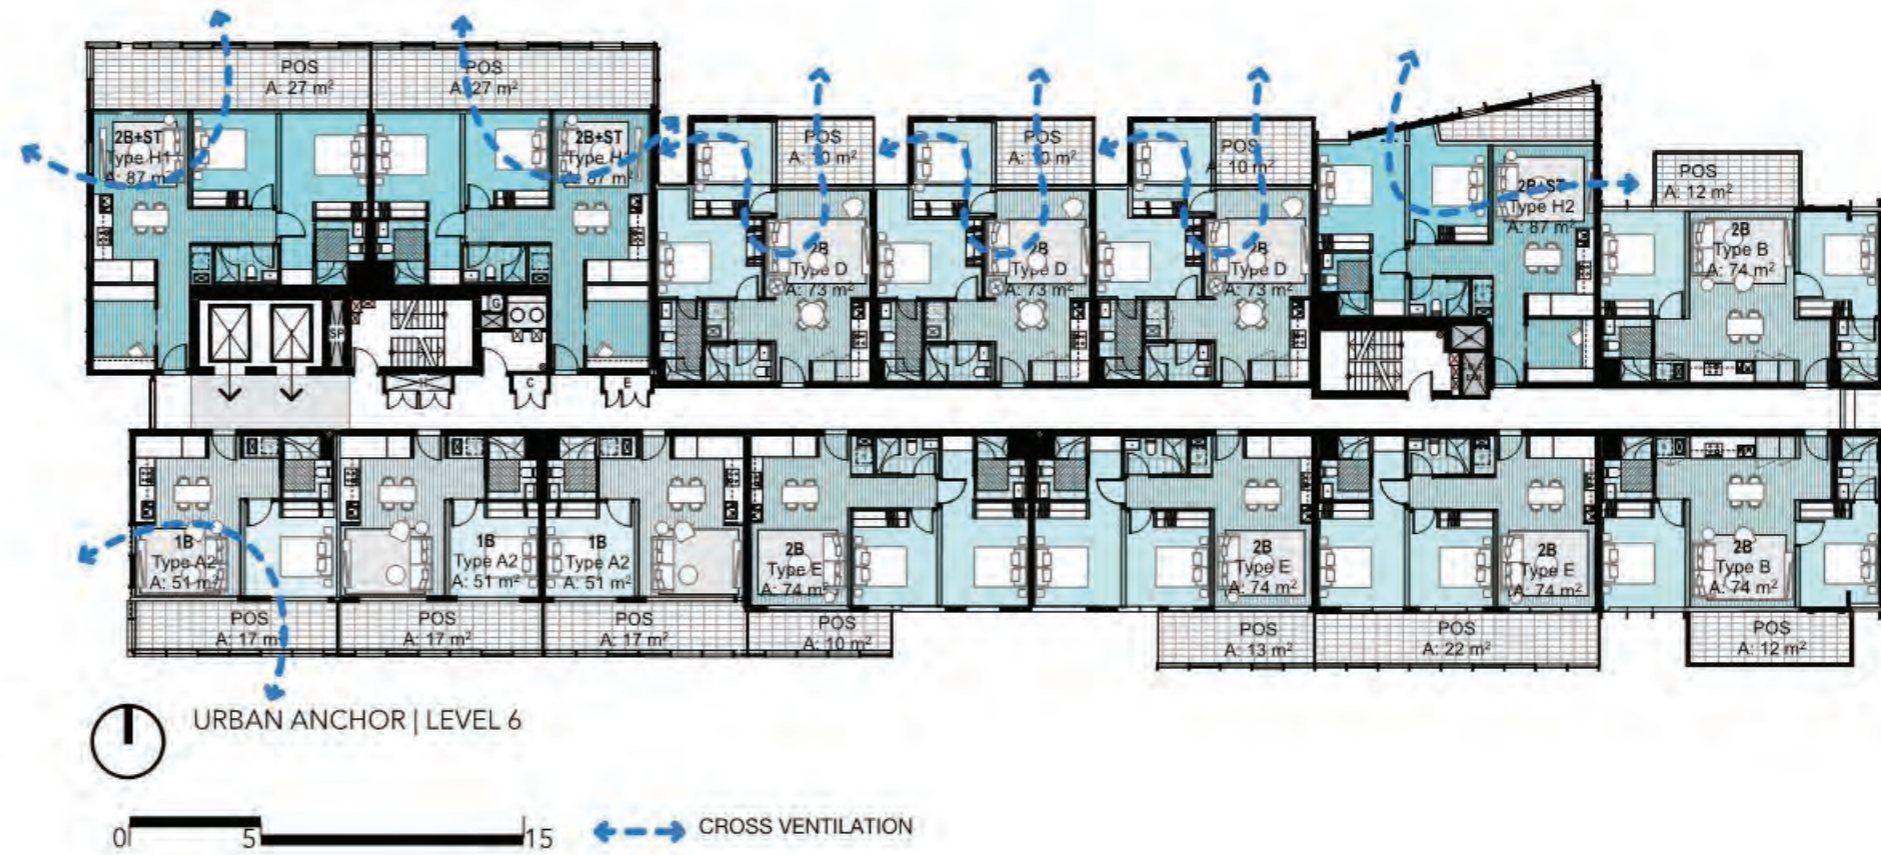 POS
A: 27 m²
POS
A: 27 m²
2B+ST
Type H1
A: 87 m²
2B+ST
Type H
A: 87 m²
POS
A: 10 m²
POS
A: 10 m²
POS
A: 10 m²
2B
Type D
A: 73 m²
2B
Type D
A: 73 m²
2B
Type D
A: 73 m²
2B+ST
Type H2
A: 87 m²
POS
A: 12 m²
2B
Type B
A: 74 m²
SP
G
H
C
E
1B
Type A2
A: 51 m²
1B
Type A2
A: 51 m²
1B
Type A2
A: 51 m²
2B
Type E
A: 74 m²
2B
Type E
A: 74 m²
2B
Type E
A: 74 m²
2B
Type B
A: 74 m²
POS
A: 17 m²
POS
A: 17 m²
POS
A: 17 m²
POS
A: 10 m²
POS
A: 13 m²
POS
A: 22 m²
POS
A: 12 m²
URBAN ANCHOR | LEVEL 6
0 5 15
CROSS VENTILATION